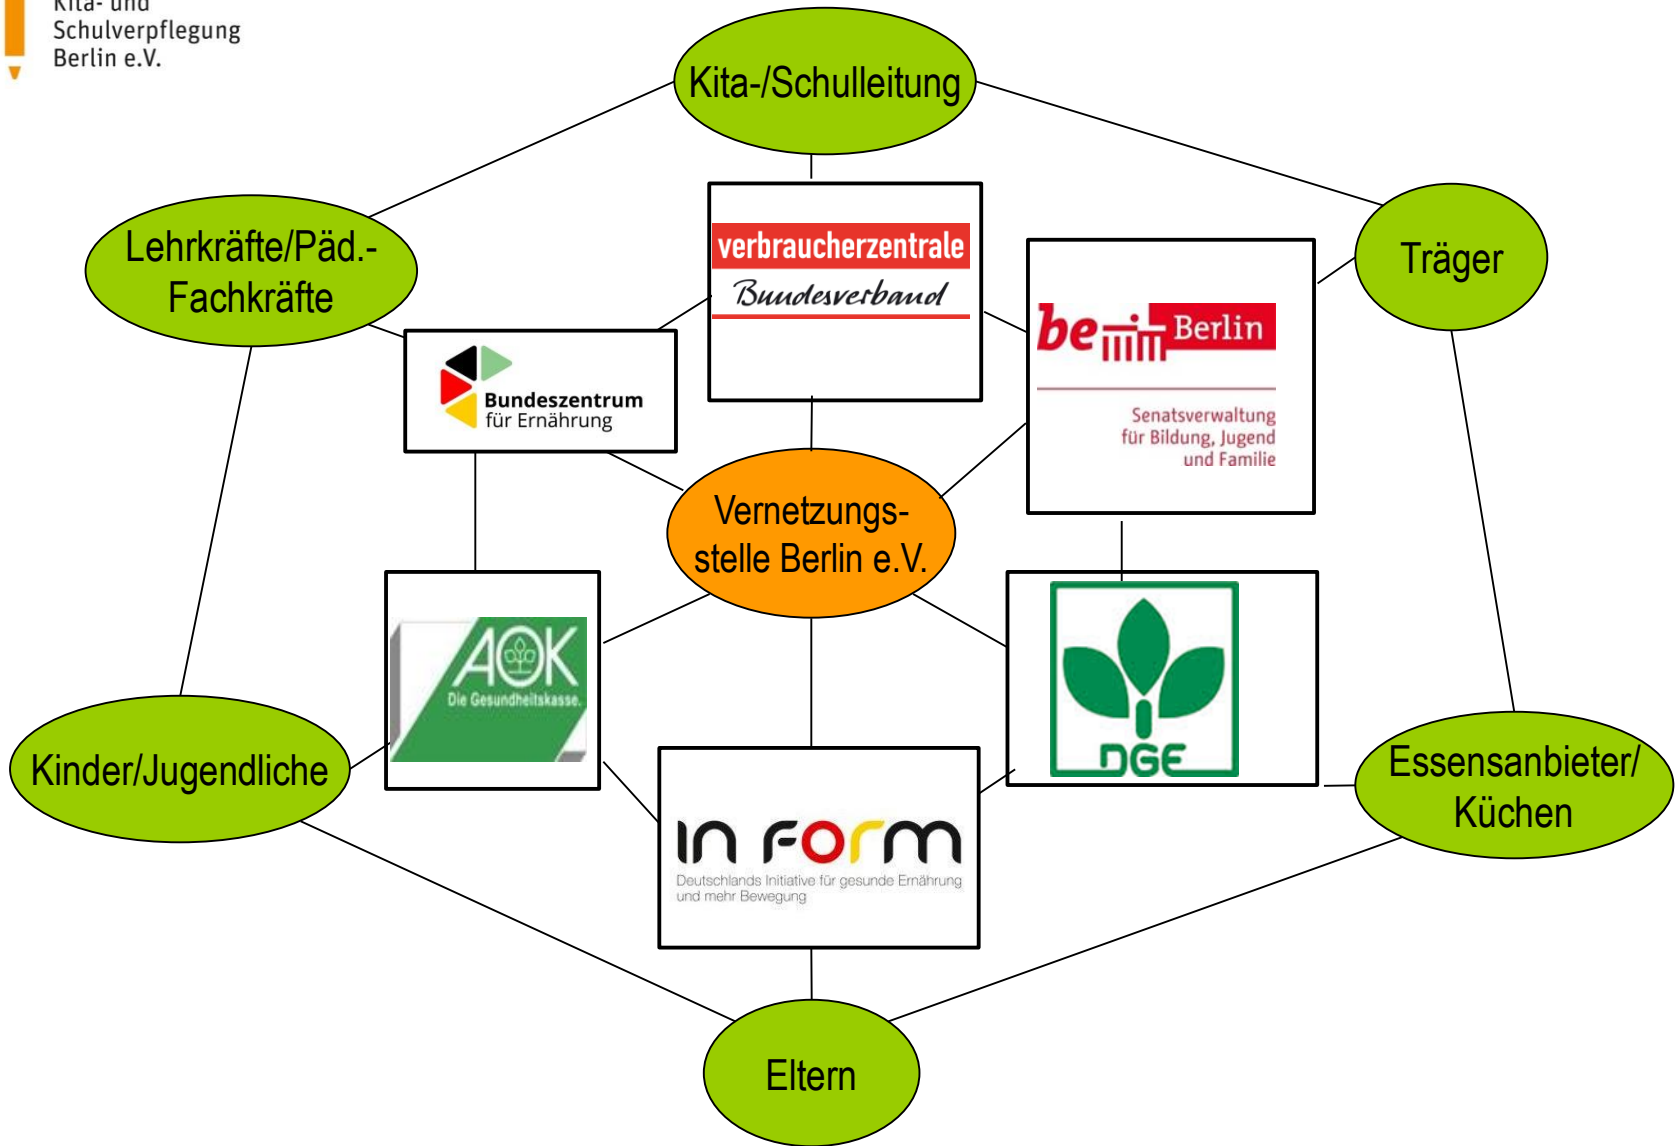 Kita- und
Schulverpflegung
Berlin e.V.
Kita-/Schulleitung
Lehrkräfte/Päd.-
Fachkräfte
Träger
verbraucherzentrale
Bundesverband
be Berlin
Senatsverwaltung
für Bildung, Jugend
und Familie
Bundeszentrum
für Ernährung
Vernetzungs-
stelle Berlin e.V.
AOK
Die Gesundheitskasse.
DGE
Kinder/Jugendliche
Essensanbieter/
Küchen
IN FORM
Deutschlands Initiative für gesunde Ernährung
und mehr Bewegung
Eltern